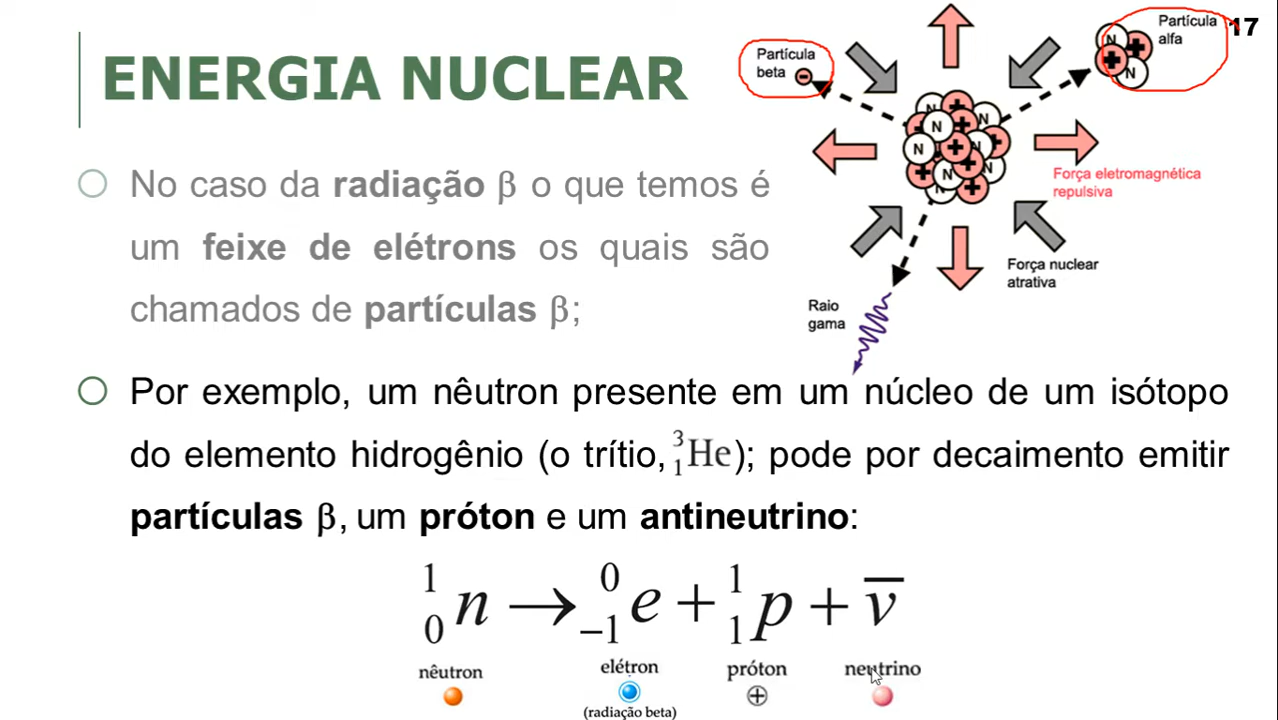 17
ENERGIA NUCLEAR
No caso da radiação β o que temos é
um feixe de elétrons os quais são
chamados de partículas β;
Partícula
beta
Partícula
alfa
N
N
N
N
N
N
N
N
N
N
Força eletromagnética
repulsiva
Força nuclear
atrativa
Raio
gama
Por exemplo, um nêutron presente em um núcleo de um isótopo
do elemento hidrogênio (o trítio, ³₁He); pode por decaimento emitir
partículas β, um próton e um antineutrino:
¹₀n → ⁰₋₁e + ¹₁p + v̅
nêutron
elétron
próton
neutrino
(radiação beta)